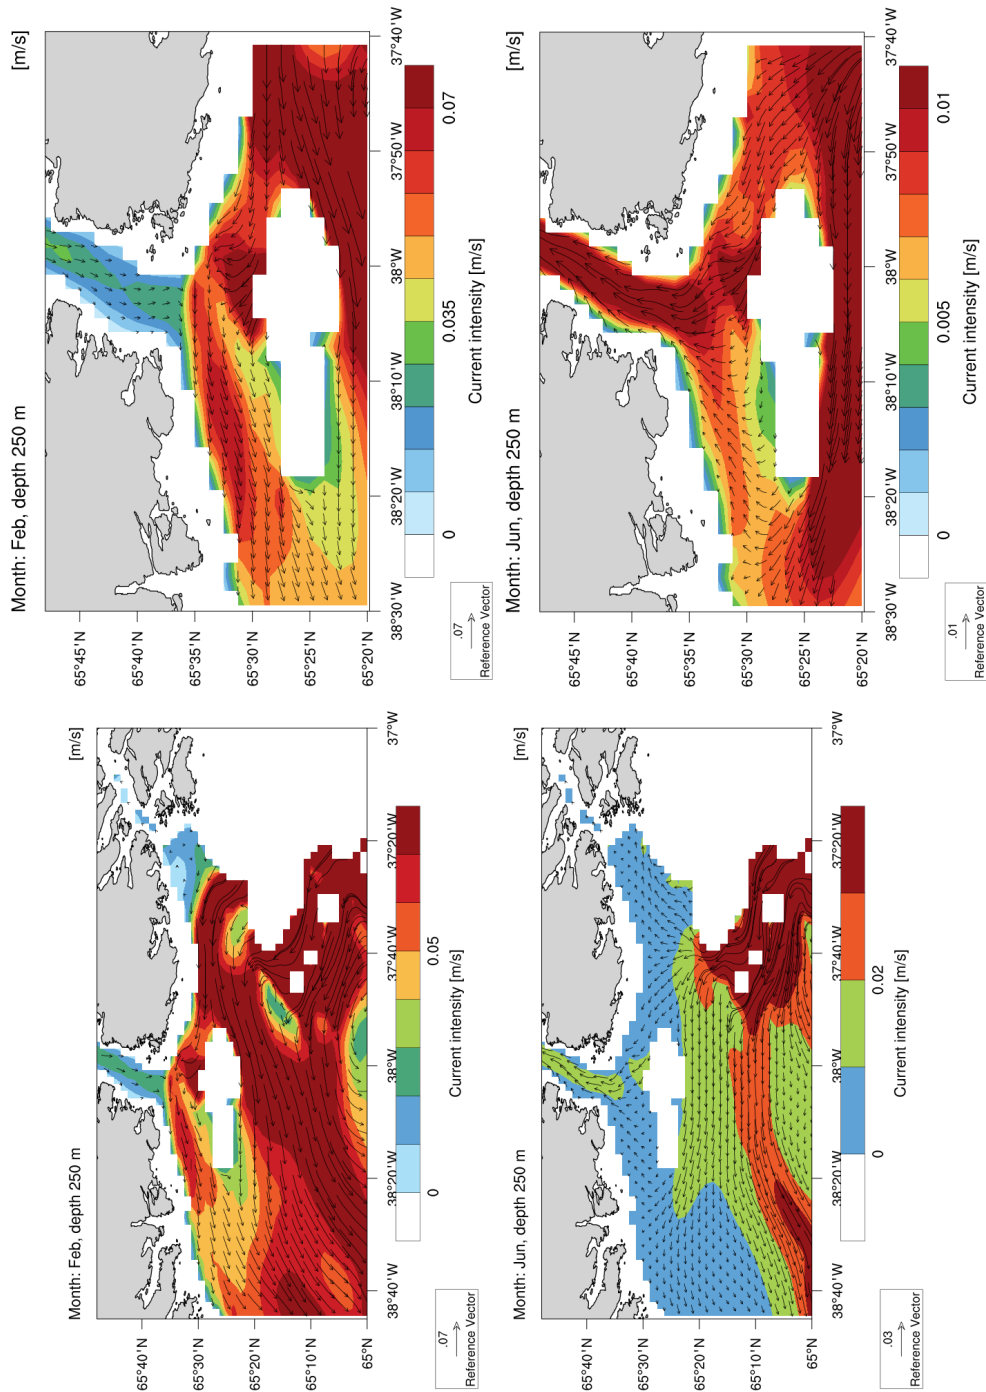 Month: Feb, depth 250 m
[m/s]
65°40'N
65°30'N
65°20'N
65°10'N
65°N
38°40'W
38°20'W
38°W
37°40'W
37°20'W
37°W
.07
Reference Vector
0
0.05
Current intensity [m/s]
Month: Feb, depth 250 m
[m/s]
65°45'N
65°40'N
65°35'N
65°30'N
65°25'N
65°20'N
38°30'W
38°20'W
38°10'W
38°W
37°50'W
37°40'W
.07
Reference Vector
0
0.035
0.07
Current intensity [m/s]
Month: Jun, depth 250 m
[m/s]
65°40'N
65°30'N
65°20'N
65°10'N
65°N
38°40'W
38°20'W
38°W
37°40'W
37°20'W
37°W
.03
Reference Vector
0
0.02
Current intensity [m/s]
Month: Jun, depth 250 m
[m/s]
65°45'N
65°40'N
65°35'N
65°30'N
65°25'N
65°20'N
38°30'W
38°20'W
38°10'W
38°W
37°50'W
37°40'W
.01
Reference Vector
0
0.005
0.01
Current intensity [m/s]